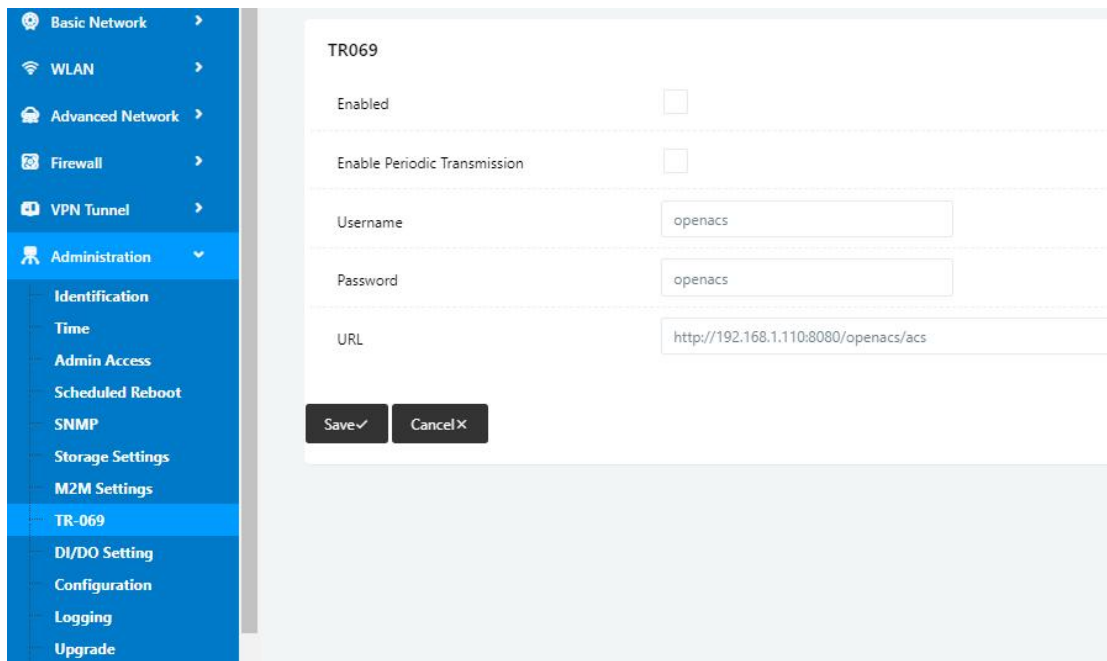 Basic Network
WLAN
Advanced Network
Firewall
VPN Tunnel
Administration
Identification
Time
Admin Access
Scheduled Reboot
SNMP
Storage Settings
M2M Settings
TR-069
DI/DO Setting
Configuration
Logging
Upgrade
TR069
Enabled
Enable Periodic Transmission
Username openacs
Password openacs
URL http://192.168.1.110:8080/openacs/acs
Save✓ Cancel×